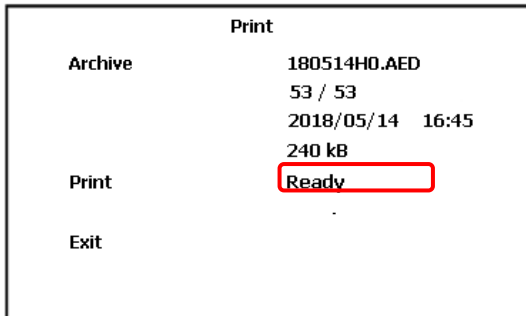 Print
Archive 180514H0.AED
53 / 53
2018/05/14 16:45
240 kB
Print Ready
.
Exit